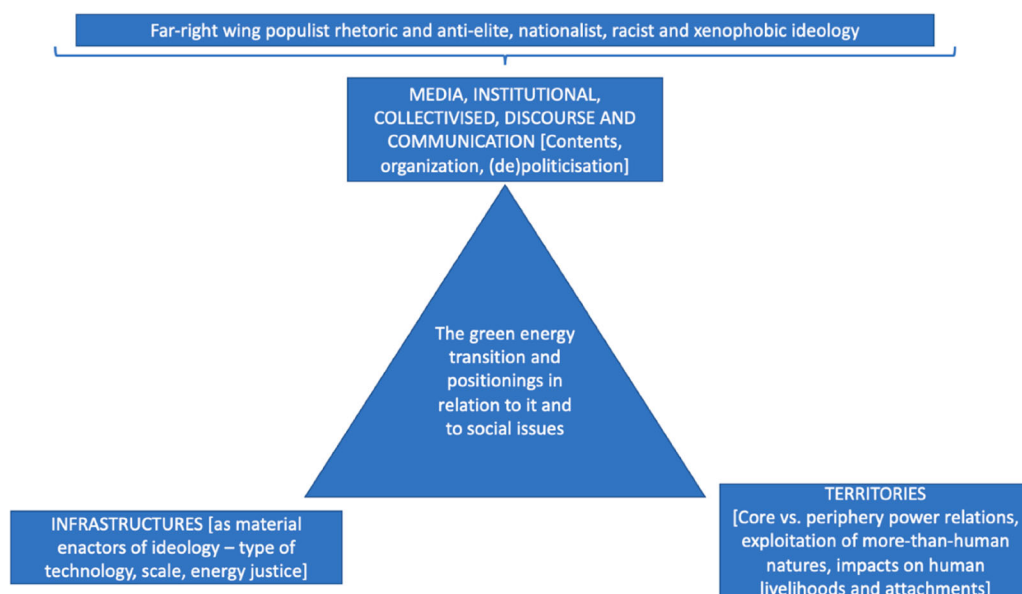 Far-right wing populist rhetoric and anti-elite, nationalist, racist and xenophobic ideology
MEDIA, INSTITUTIONAL,
COLLECTIVISED, DISCOURSE AND
COMMUNICATION [Contents,
organization, (de)politicisation]
The green energy
transition and
positionings in
relation to it and
to social issues
INFRASTRUCTURES [as material
enactors of ideology – type of
technology, scale, energy justice]
TERRITORIES
[Core vs. periphery power relations,
exploitation of more-than-human
natures, impacts on human
livelihoods and attachments]